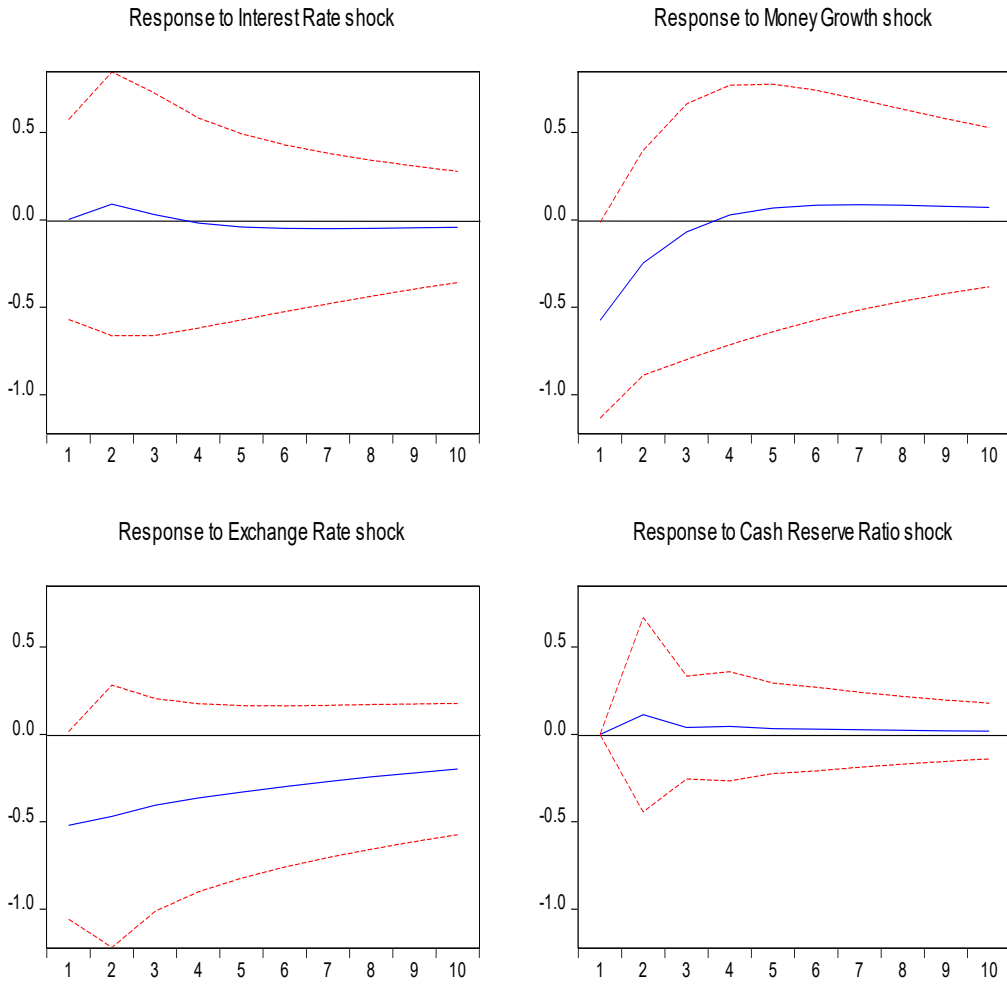 Response to Interest Rate shock
0.5
0.0
-0.5
-1.0
1 2 3 4 5 6 7 8 9 10
Response to Money Growth shock
0.5
0.0
-0.5
-1.0
1 2 3 4 5 6 7 8 9 10
Response to Exchange Rate shock
0.5
0.0
-0.5
-1.0
1 2 3 4 5 6 7 8 9 10
Response to Cash Reserve Ratio shock
0.5
0.0
-0.5
-1.0
1 2 3 4 5 6 7 8 9 10